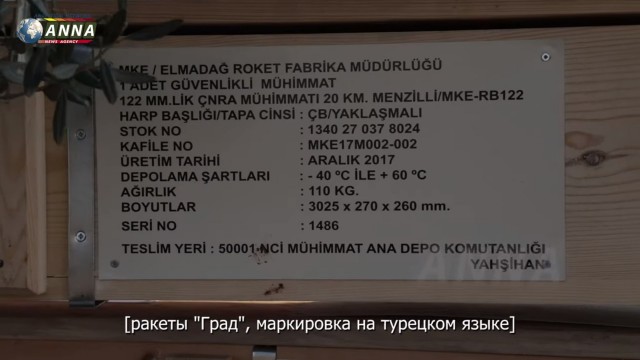 ANNA
NEWS AGENCY
MKE / ELMADAĞ ROKET FABRİKA MÜDÜRLÜĞÜ
1 ADET GÜVENLİKLİ MÜHİMMAT
122 MM.LİK ÇNRA MÜHİMMATI 20 KM. MENZİLLİ/MKE-RB122
HARP BAŞLIĞI/TAPA CİNSİ : ÇB/YAKLAŞMALI
STOK NO : 1340 27 037 8024
KAFİLE NO : MKE17M002-002
ÜRETİM TARİHİ : ARALIK 2017
DEPOLAMA ŞARTLARI : - 40 ºC İLE + 60 ºC
AĞIRLIK : 110 KG.
BOYUTLAR : 3025 x 270 x 260 mm.
SERİ NO : 1486
TESLİM YERİ : 50001-NCİ MÜHİMMAT ANA DEPO KOMUTANLIĞI
YAHŞİHAN
ANNA
[ракеты "Град", маркировка на турецком языке]